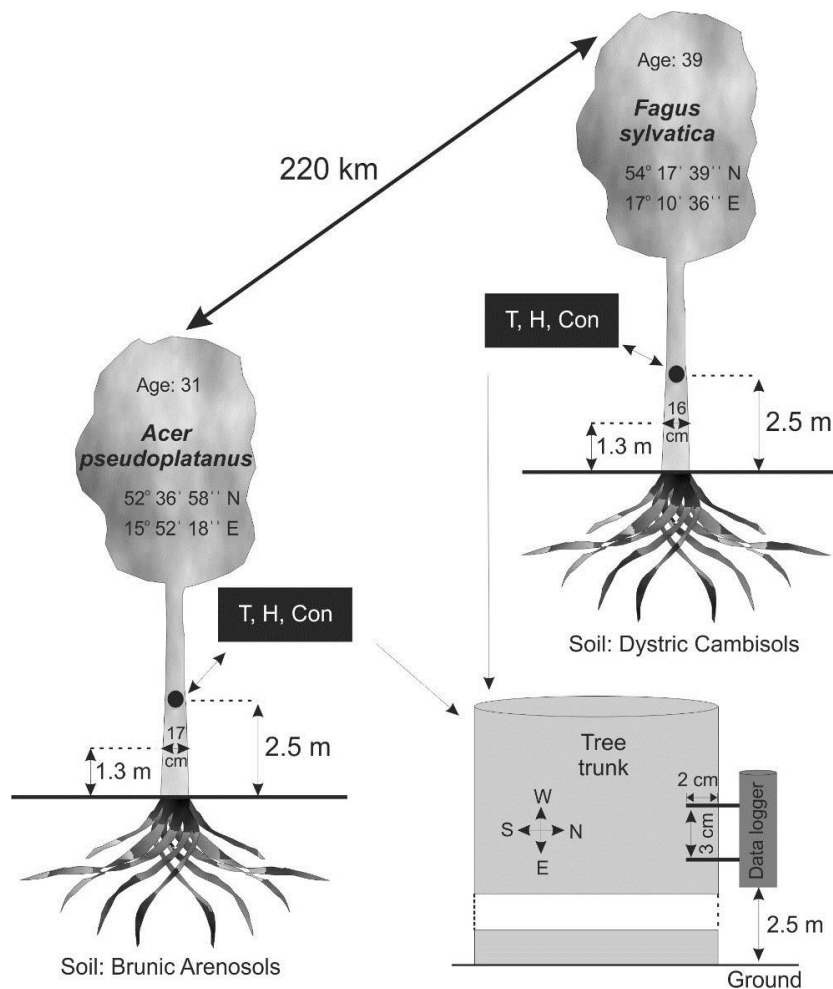 Age: 39
Fagus
sylvatica
54° 17' 39'' N
17° 10' 36'' E
220 km
T, H, Con
16
cm
1.3 m
2.5 m
Soil: Dystric Cambisols
Age: 31
Acer
pseudoplatanus
52° 36' 58'' N
15° 52' 18'' E
T, H, Con
17
cm
1.3 m
2.5 m
Soil: Brunic Arenosols
Tree
trunk
W
S
N
E
2 cm
3 cm
Data logger
2.5 m
Ground